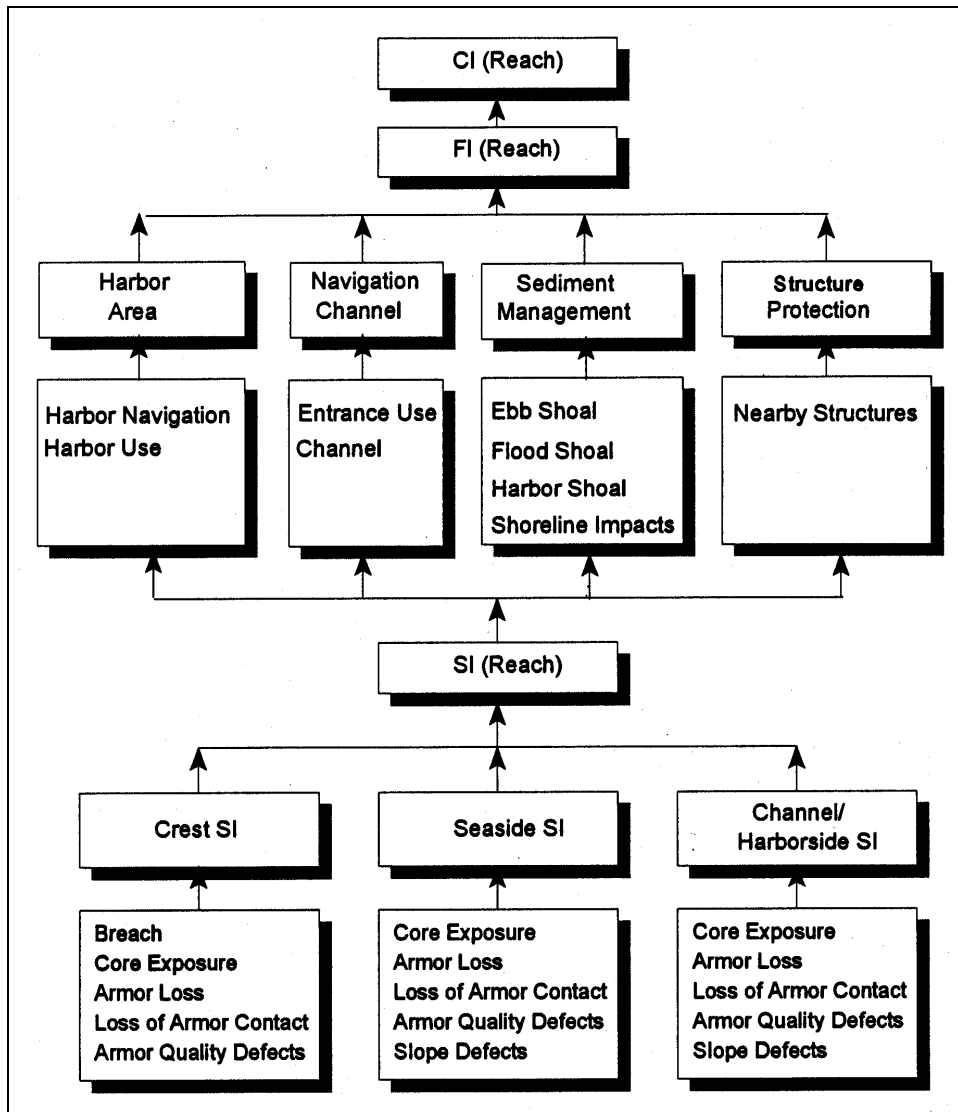 CI (Reach)
FI (Reach)
Harbor
Area
Navigation
Channel
Sediment
Management
Structure
Protection
Harbor Navigation
Harbor Use
Entrance Use
Channel
Ebb Shoal
Flood Shoal
Harbor Shoal
Shoreline Impacts
Nearby Structures
SI (Reach)
Crest SI
Seaside SI
Channel/
Harborside SI
Breach
Core Exposure
Armor Loss
Loss of Armor Contact
Armor Quality Defects
Core Exposure
Armor Loss
Loss of Armor Contact
Armor Quality Defects
Slope Defects
Core Exposure
Armor Loss
Loss of Armor Contact
Armor Quality Defects
Slope Defects